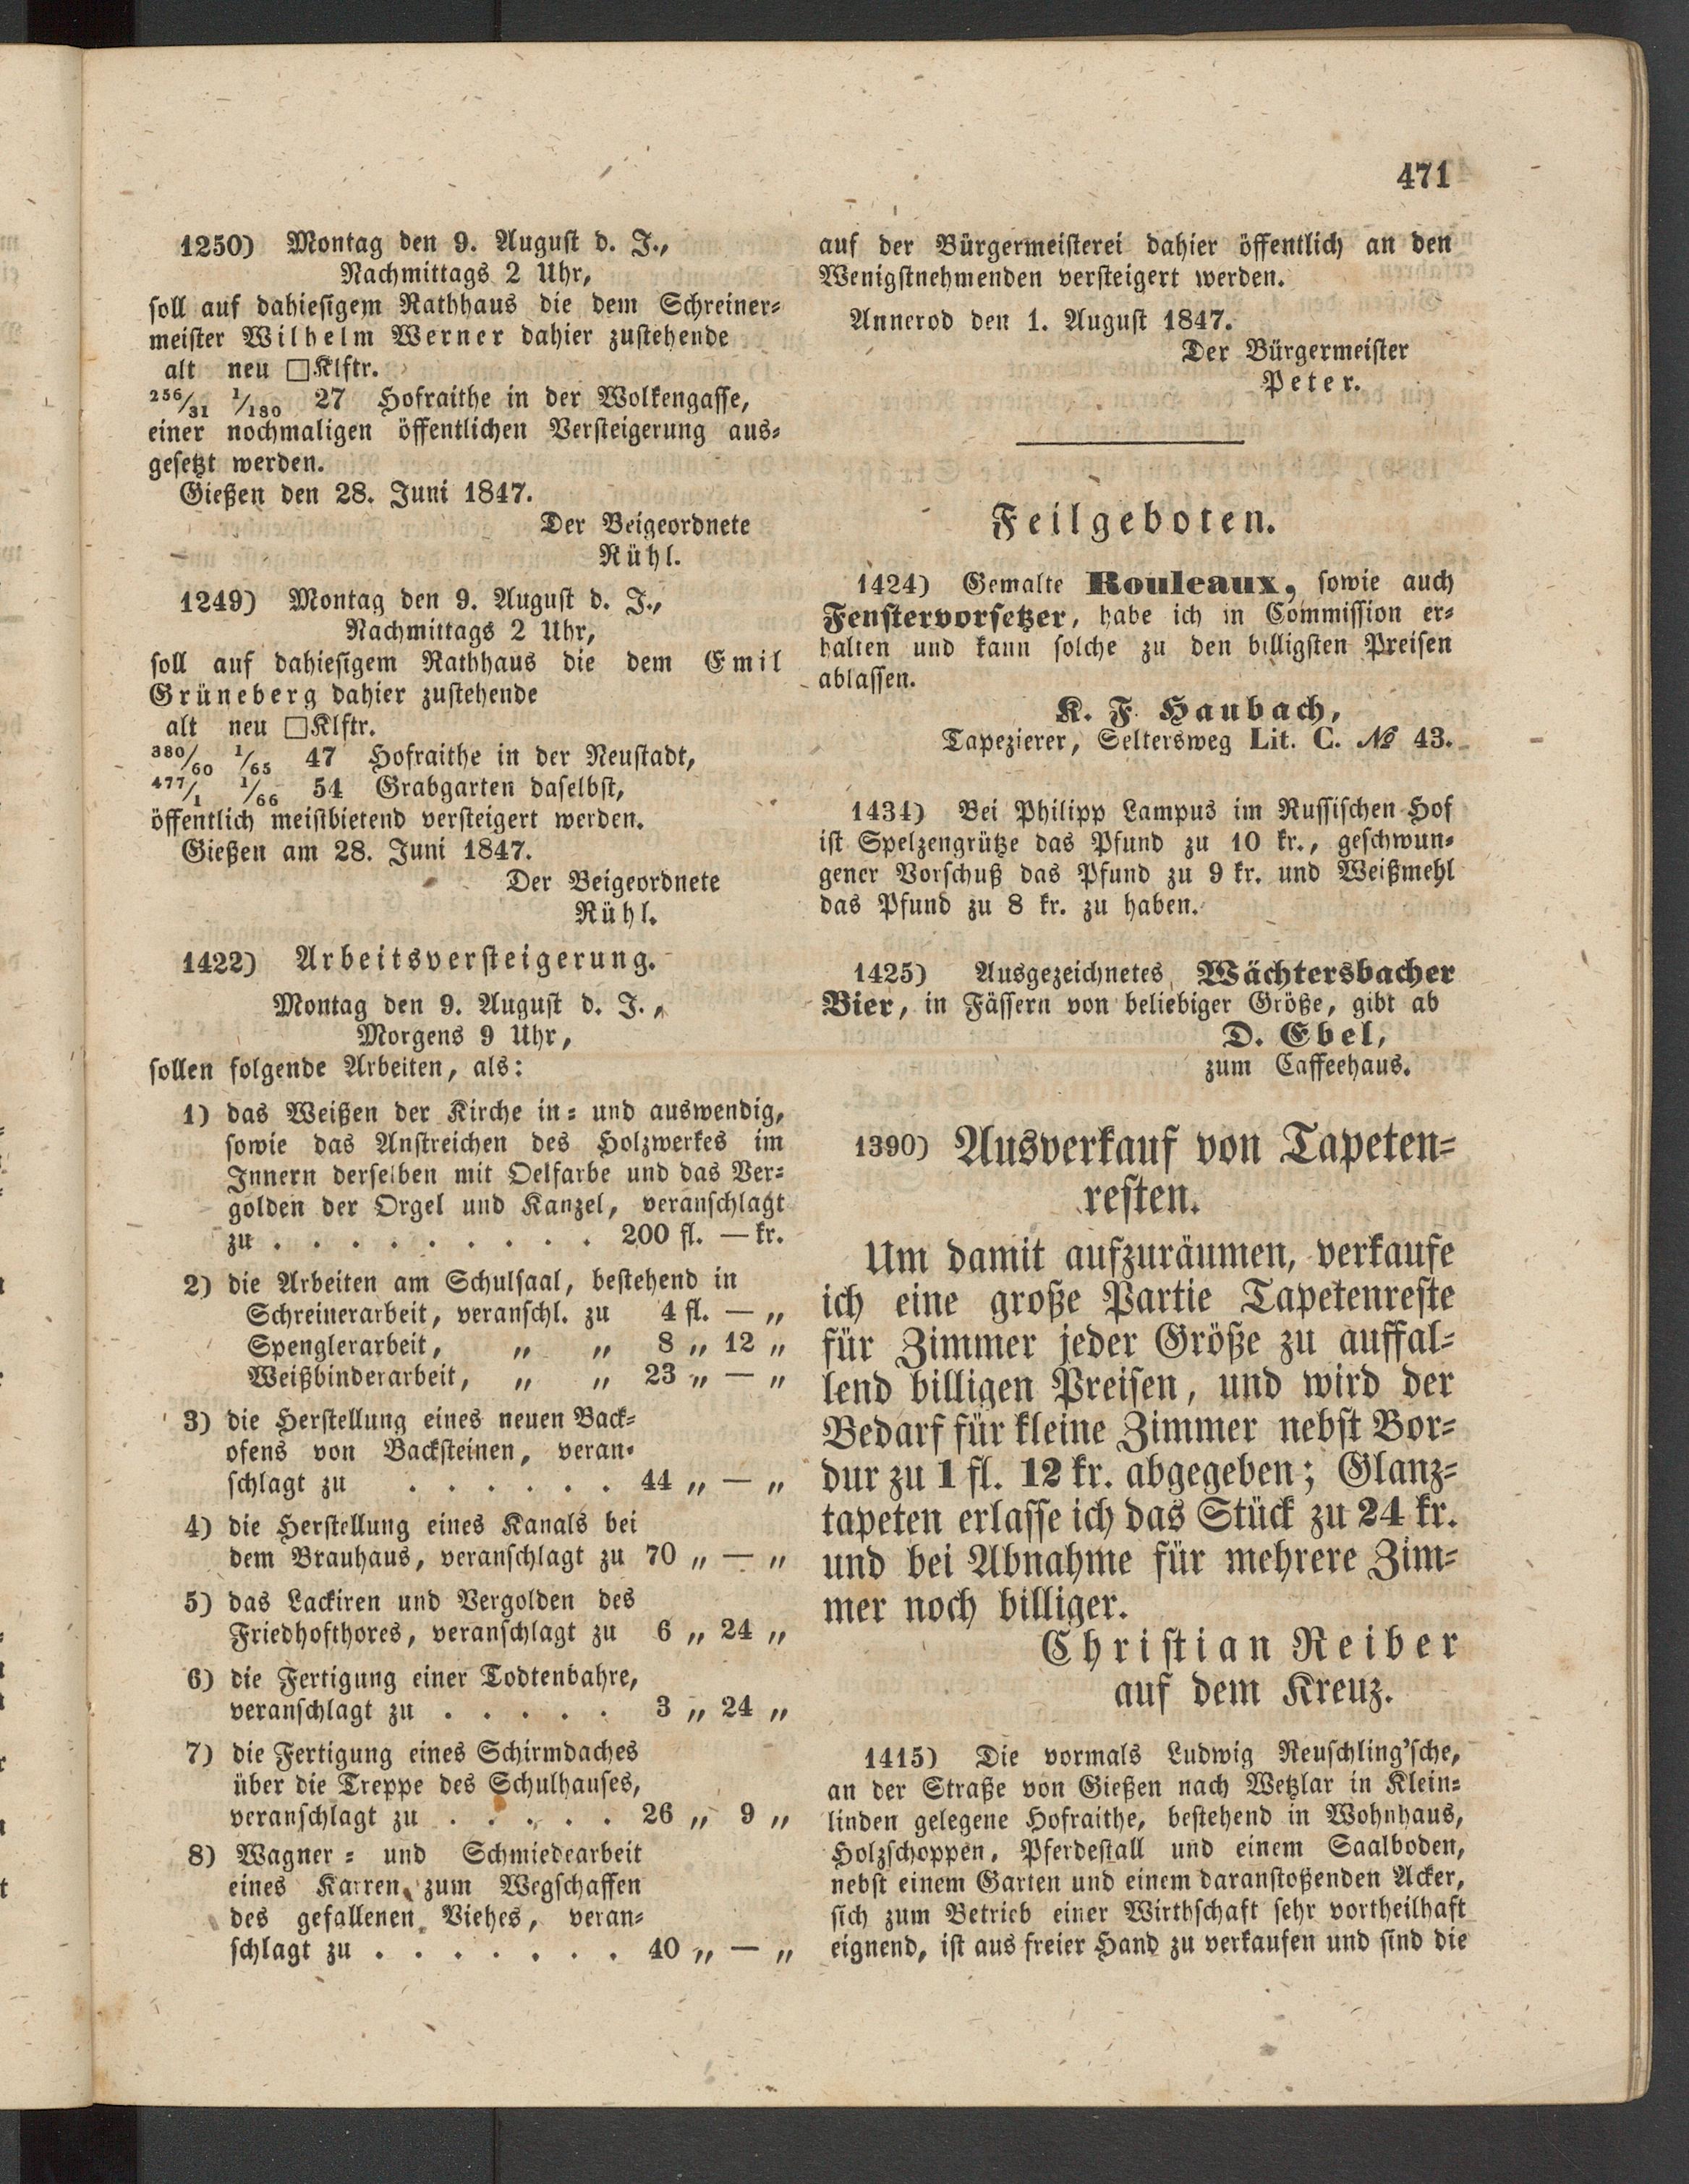 471
1250) Montag den 9. August d. J.,
Nachmittags 2 Uhr,
soll auf dahiesigem Rathhaus die dem Schreiner-
meister Wilhelm Werner dahier zustehende
alt neu □Klftr.
256/31 1/180 27 Hofraithe in der Wolkengasse,
einer nochmaligen öffentlichen Versteigerung aus-
gesetzt werden.
Gießen den 28. Juni 1847.
Der Beigeordnete
Rühl.
1249) Montag den 9. August d. J.,
Nachmittags 2 Uhr,
soll auf dahiesigem Rathhaus die dem Emil
Grüneberg dahier zustehende
alt neu □Klftr.
380/60 1/65 47 Hofraithe in der Neustadt,
477/1 1/66 54 Grabgarten daselbst,
öffentlich meistbietend versteigert werden.
Gießen am 28. Juni 1847.
Der Beigeordnete
Rühl.
1422) Arbeitsversteigerung.
Montag den 9. August d. J.,
Morgens 9 Uhr,
sollen folgende Arbeiten, als:
1) das Weißen der Kirche in- und auswendig,
sowie das Anstreichen des Holzwerkes im
Innern derselben mit Oelfarbe und das Ver-
golden der Orgel und Kanzel, veranschlagt
zu . . . . . . . . . 200 fl. — kr.
2) die Arbeiten am Schulsaal, bestehend in
Schreinerarbeit, veranschl. zu 4 fl. — „
Spenglerarbeit, „ „ 8 „ 12 „
Weißbinderarbeit, „ „ 23 „ — „
3) die Herstellung eines neuen Back-
ofens von Backsteinen, veran-
schlagt zu . . . . . . 44 „ — „
4) die Herstellung eines Kanals bei
dem Brauhaus, veranschlagt zu 70 „ — „
5) das Lackiren und Vergolden des
Friedhofthores, veranschlagt zu 6 „ 24 „
6) die Fertigung einer Todtenbahre,
veranschlagt zu . . . . . 3 „ 24 „
7) die Fertigung eines Schirmdaches
über die Treppe des Schulhauses,
veranschlagt zu . . . . . 26 „ 9 „
8) Wagner- und Schmiedearbeit
eines Karren zum Wegschaffen
des gefallenen Viehes, veran-
schlagt zu . . . . . . . 40 „ — „
auf der Bürgermeisterei dahier öffentlich an den
Wenigstnehmenden versteigert werden.
Annerod den 1. August 1847.
Der Bürgermeister
Peter.
Feilgeboten.
1424) Gemalte Rouleaux, sowie auch
Fenstervorsetzer, habe ich in Commission er-
halten und kann solche zu den billigsten Preisen
ablassen.
K. F. Haubach,
Tapezierer, Seltersweg Lit. C. № 43.
1434) Bei Philipp Lampus im Russischen Hof
ist Spelzengrütze das Pfund zu 10 kr., geschwun-
gener Vorschuß das Pfund zu 9 kr. und Weißmehl
das Pfund zu 8 kr. zu haben.
1425) Ausgezeichnetes Wächtersbacher
Bier, in Fässern von beliebiger Größe, gibt ab
D. Ebel,
zum Caffeehaus.
1390) Ausverkauf von Tapeten-
resten.
Um damit aufzuräumen, verkaufe
ich eine große Partie Tapetenreste
für Zimmer jeder Größe zu auffal-
lend billigen Preisen, und wird der
Bedarf für kleine Zimmer nebst Bor-
dur zu 1 fl. 12 kr. abgegeben; Glanz-
tapeten erlasse ich das Stück zu 24 kr.
und bei Abnahme für mehrere Zim-
mer noch billiger.
Christian Reiber
auf dem Kreuz.
1415) Die vormals Ludwig Reuschling'sche,
an der Straße von Gießen nach Wetzlar in Klein-
linden gelegene Hofraithe, bestehend in Wohnhaus,
Holzschoppen, Pferdestall und einem Saalboden,
nebst einem Garten und einem daranstoßenden Acker,
sich zum Betrieb einer Wirthschaft sehr vortheilhaft
eignend, ist aus freier Hand zu verkaufen und sind die